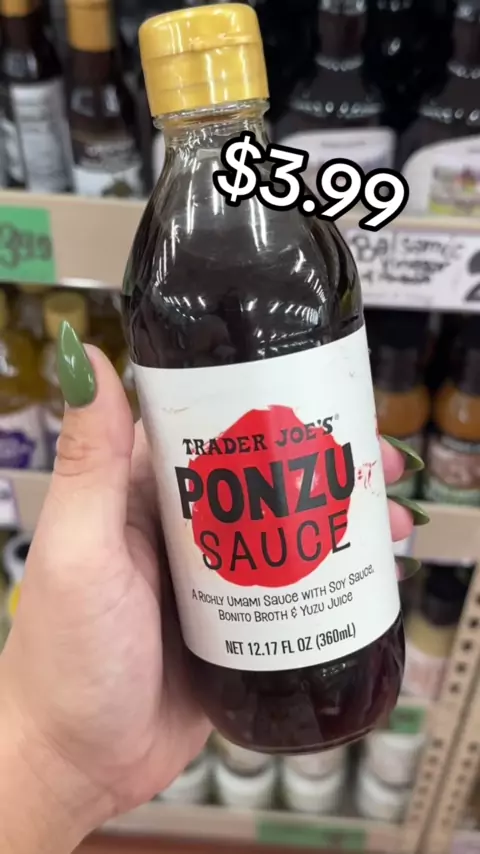 $3.99
Balsamic
TRADER JOE'S®
PONZU
SAUCE
A RICHLY UMAMI SAUCE WITH SOY SAUCE,
BONITO BROTH & YUZU JUICE
NET 12.17 FL OZ (360mL)